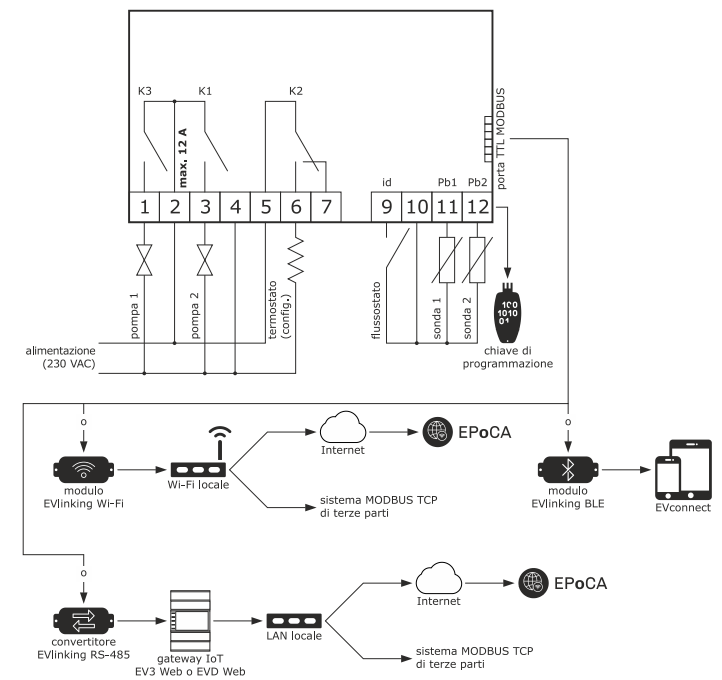 K3
K1
K2
max. 12 A
porta TTL MODBUS
id
Pb1
Pb2
1
2
3
4
5
6
7
9
10
11
12
pompa 1
pompa 2
termostato
(config.)
flussostato
sonda 1
sonda 2
100
1010
01
alimentazione
(230 VAC)
chiave di
programmazione
o
o
Internet
EPoCA
modulo
EVlinking Wi-Fi
Wi-Fi locale
sistema MODBUS TCP
di terze parti
modulo
EVlinking BLE
EVconnect
o
Internet
EPoCA
convertitore
EVlinking RS-485
gateway IoT
EV3 Web o EVD Web
LAN locale
sistema MODBUS TCP
di terze parti